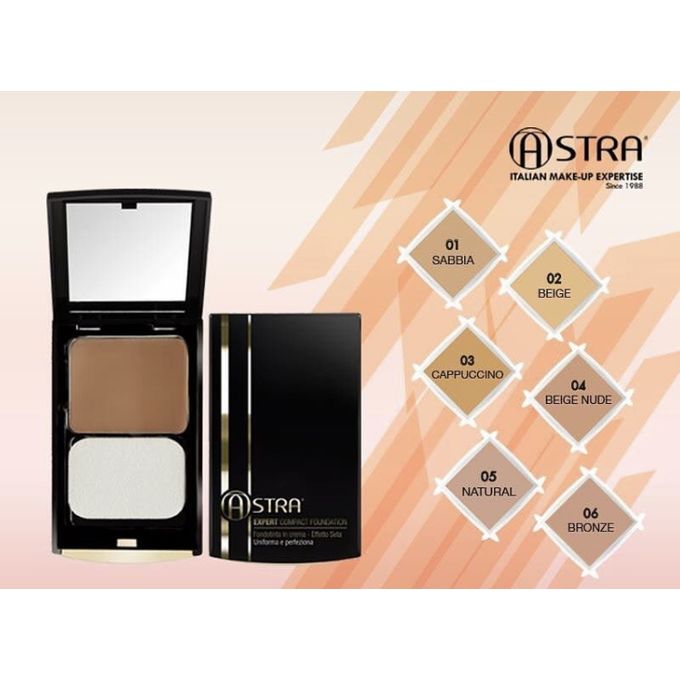 ASTRA®
ITALIAN MAKE-UP EXPERTISE
Since 1988
01
SABBIA
02
BEIGE
03
CAPPUCCINO
04
BEIGE NUDE
05
NATURAL
06
BRONZE
ASTRA®
EXPERT COMPACT FOUNDATION
Fondotinta in crema - Effetto Seta
Uniforma e perfeziona